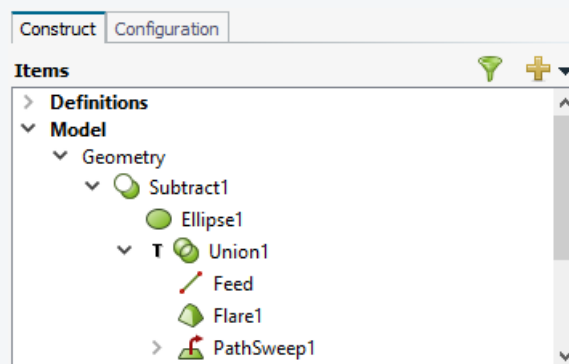 Construct Configuration
Items
Definitions
Model
Geometry
Subtract1
Ellipse1
T Union1
Feed
Flare1
PathSweep1